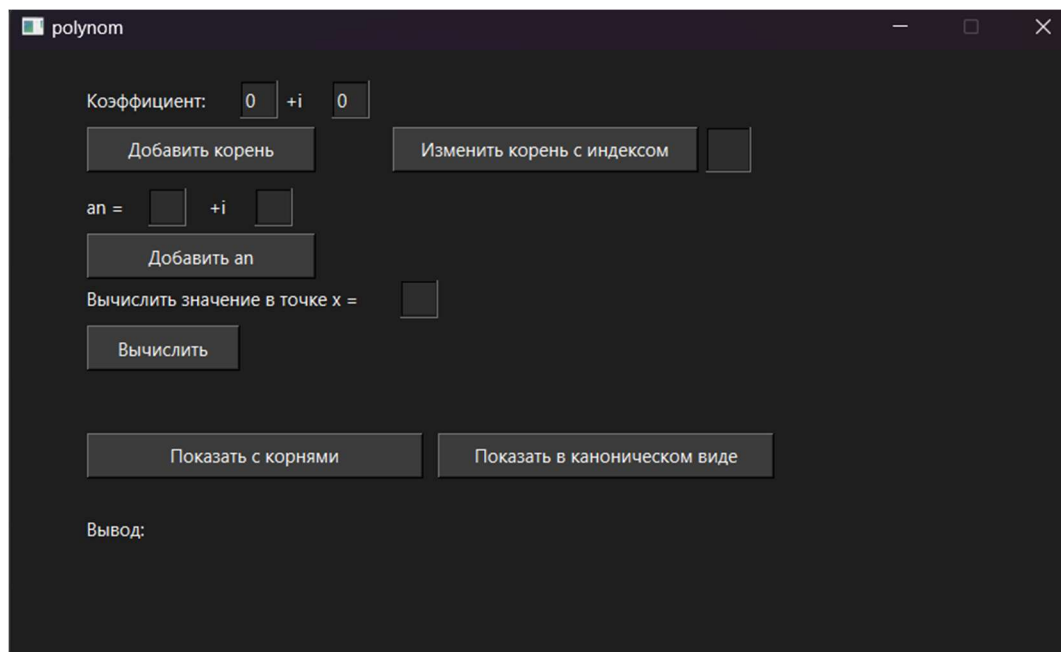 polynom
Коэффициент: 0 +i 0
Добавить корень Изменить корень с индексом
an = +i
Добавить an
Вычислить значение в точке x =
Вычислить
Показать с корнями Показать в каноническом виде
Вывод: